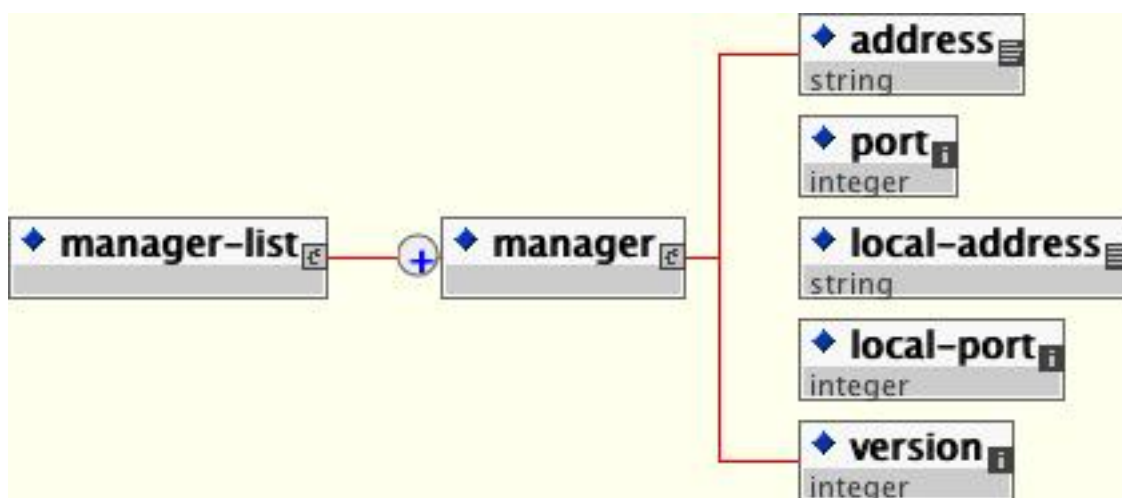 address
string
port
integer
manager-list
manager
local-address
string
local-port
integer
version
integer